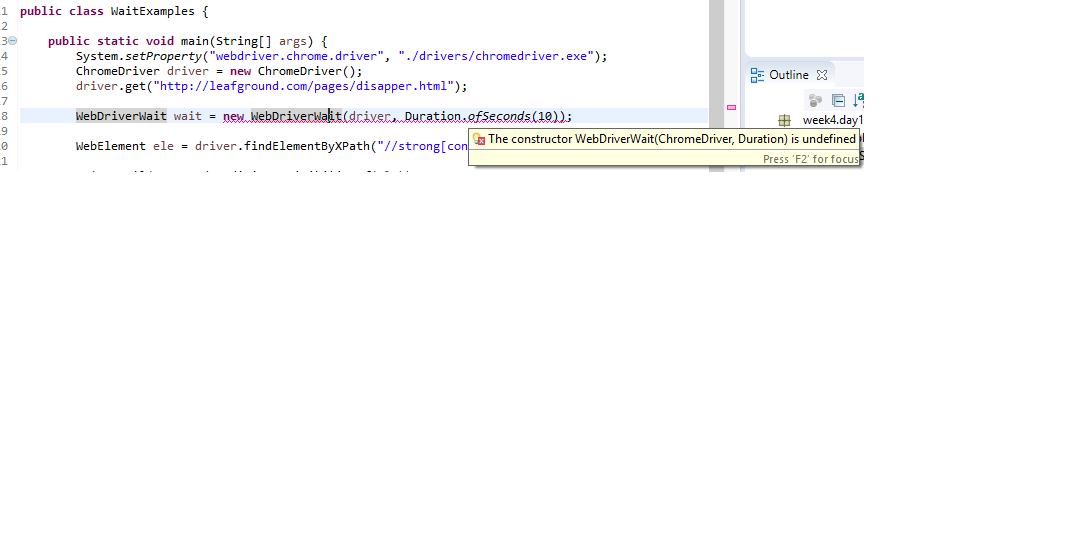 1 public class WaitExamples {
2
3 public static void main(String[] args) {
4 System.setProperty("webdriver.chrome.driver", "./drivers/chromedriver.exe");
5 ChromeDriver driver = new ChromeDriver();
6 driver.get("http://leafground.com/pages/disapper.html");
7
8 WebDriverWait wait = new WebDriverWait(driver, Duration.ofSeconds(10));
9
0 WebElement ele = driver.findElementByXPath("//strong[con
1
The constructor WebDriverWait(ChromeDriver, Duration) is undefined
Press 'F2' for focus
Outline
week4.day1